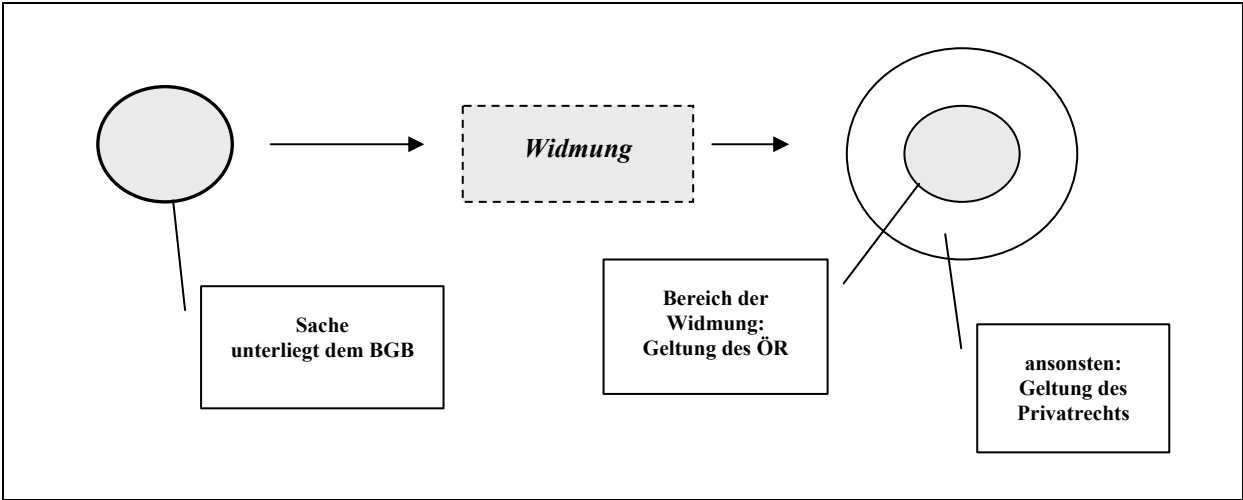 Widmung
Sache
unterliegt dem BGB
Bereich der
Widmung:
Geltung des ÖR
ansonsten:
Geltung des
Privatrechts